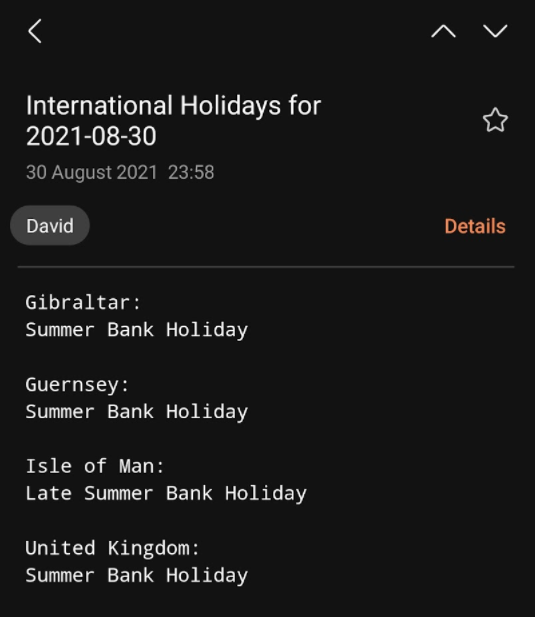 International Holidays for
2021-08-30
30 August 2021 23:58
David
Details
Gibraltar:
Summer Bank Holiday
Guernsey:
Summer Bank Holiday
Isle of Man:
Late Summer Bank Holiday
United Kingdom:
Summer Bank Holiday